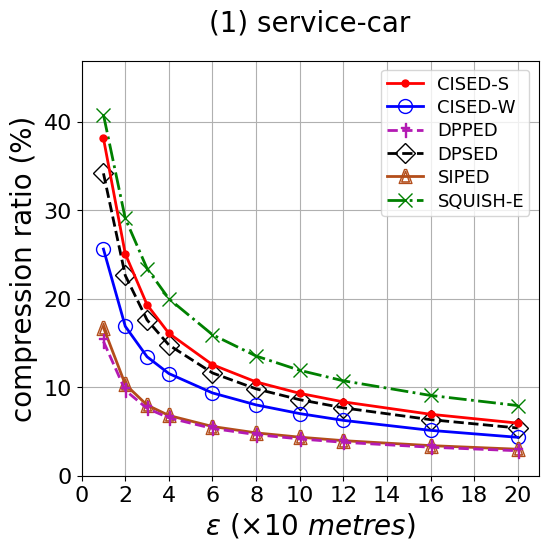 (1) service-car
compression ratio (%)
40
30
20
10
0
0 2 4 6 8 10 12 14 16 18 20
ε (×10 metres)
CISED-S
CISED-W
DPPED
DPSED
SIPED
SQUISH-E